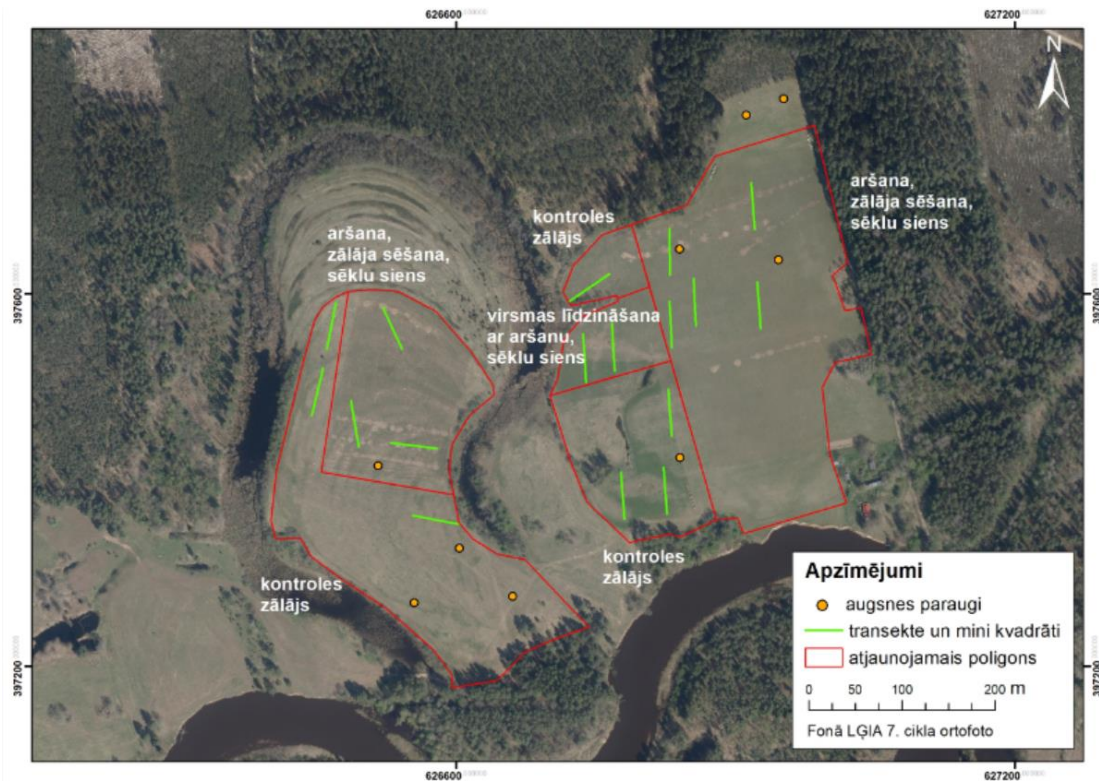 626600
627200
N
aršana,
zālāja sēšana,
sēklu siens
kontroles
zālājs
aršana,
zālāja sēšana,
sēklu siens
397600
397600
virsmas līdzināšana
ar aršanu,
sēklu siens
kontroles
zālājs
kontroles
zālājs
397200
397200
Apzīmējumi
augsnes paraugi
transekte un mini kvadrāti
atjaunojamais poligons
0 50 100 200 m
Fonā LĢIA 7. cikla ortofoto
626600
627200